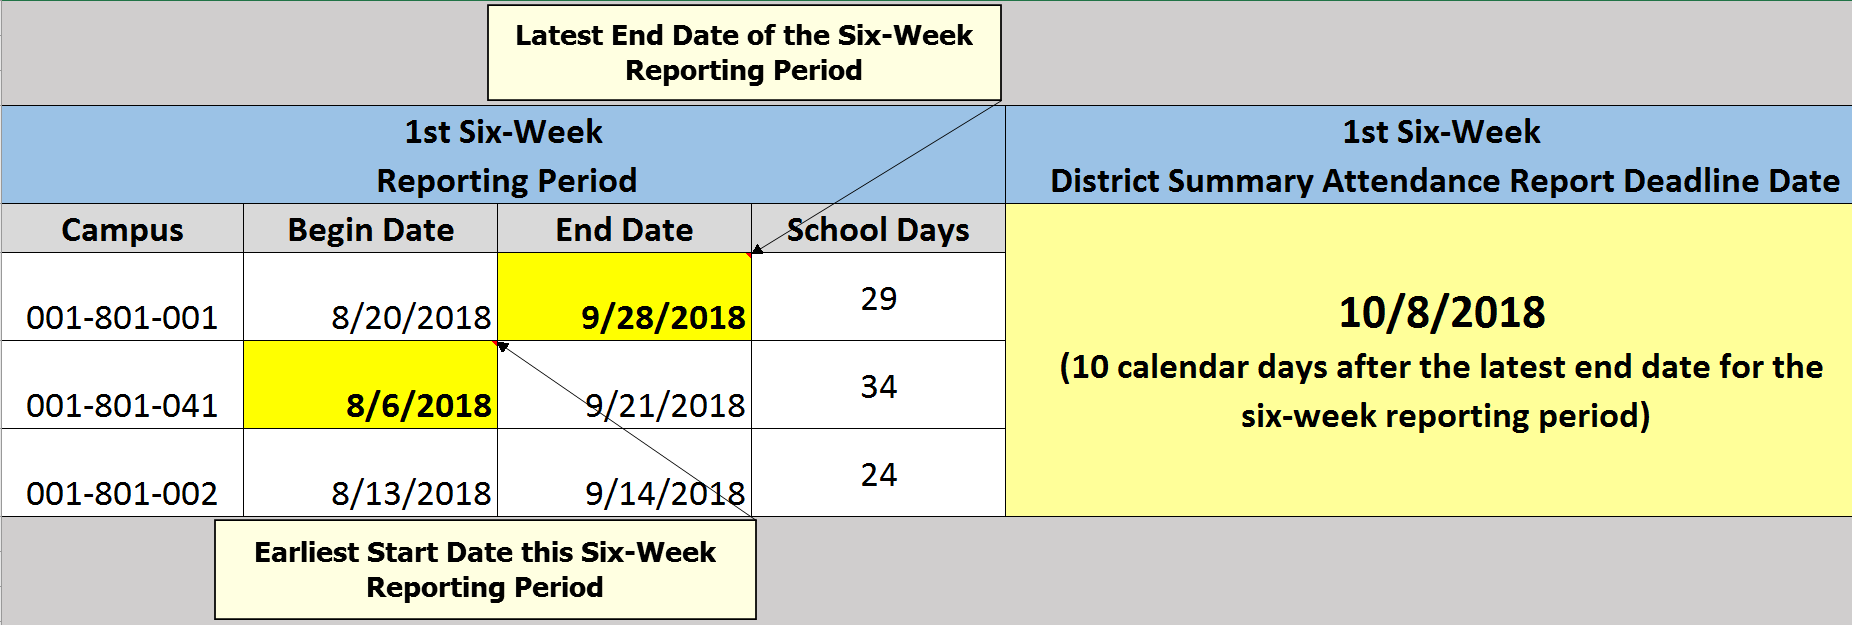 Latest End Date of the Six-Week
Reporting Period
1st Six-Week
Reporting Period
1st Six-Week
District Summary Attendance Report Deadline Date
Campus Begin Date End Date School Days
001-801-001 8/20/2018 9/28/2018 29
001-801-041 8/6/2018 9/21/2018 34
001-801-002 8/13/2018 9/14/2018 24
10/8/2018
(10 calendar days after the latest end date for the
six-week reporting period)
Earliest Start Date this Six-Week
Reporting Period